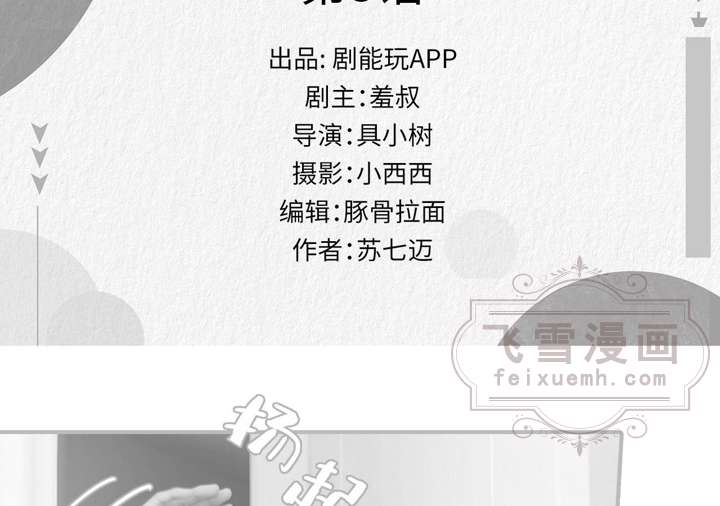 出品: 剧能玩APP
剧主：羞叔
导演：具小树
摄影：小西西
编辑：豚骨拉面
作者：苏七迈
飞雪漫画
feixuemh.com
扬起